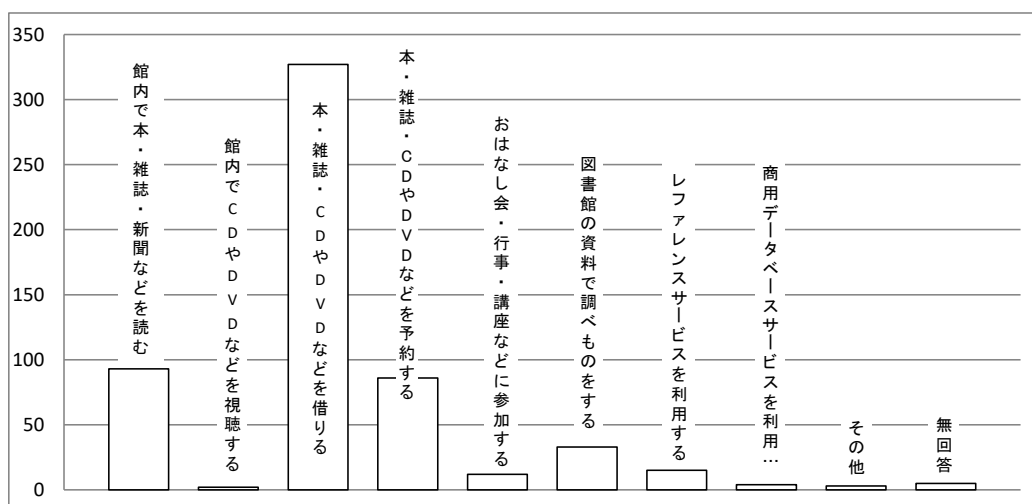 350
300
250
200
150
100
50
0
館内で本・雑誌・新聞などを読む
館内でCDやDVDなどを視聴する
本・雑誌・CDやDVDなどを借りる
本・雑誌・CDやDVDなどを予約する
おはなし会・行事・講座などに参加する
図書館の資料で調べものをする
レファレンスサービスを利用する
商用データベースサービスを利用…
その他
無回答